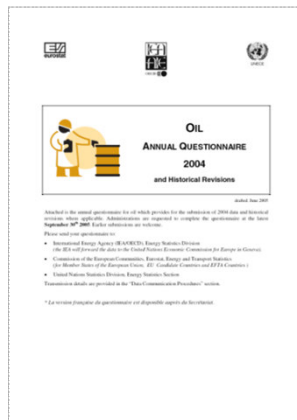 eurostat
IEA
UNECE
OIL
ANNUAL QUESTIONNAIRE
2004
and Historical Revisions
drafted, June 2005
Attached is the annual questionnaire for oil which provides for the submission of 2004 data and historical
revisions where applicable. Administrations are requested to complete the questionnaire at the latest
September 30th 2005. Earlier submissions are welcome.
Please send your questionnaire to:
• International Energy Agency (IEA/OECD), Energy Statistics Division
(the IEA will forward the data to the United Nations Economic Commission for Europe in Geneva)
• Commission of the European Communities, Eurostat, Energy and Transport Statistics
(for Member States of the European Union, EU Candidate Countries and EFTA Countries)
• United Nations Statistics Division, Energy Statistics Section
Transmission details are provided in the "Data Communication Procedures" section.
* La version française du questionnaire est disponible auprès du Secrétariat.